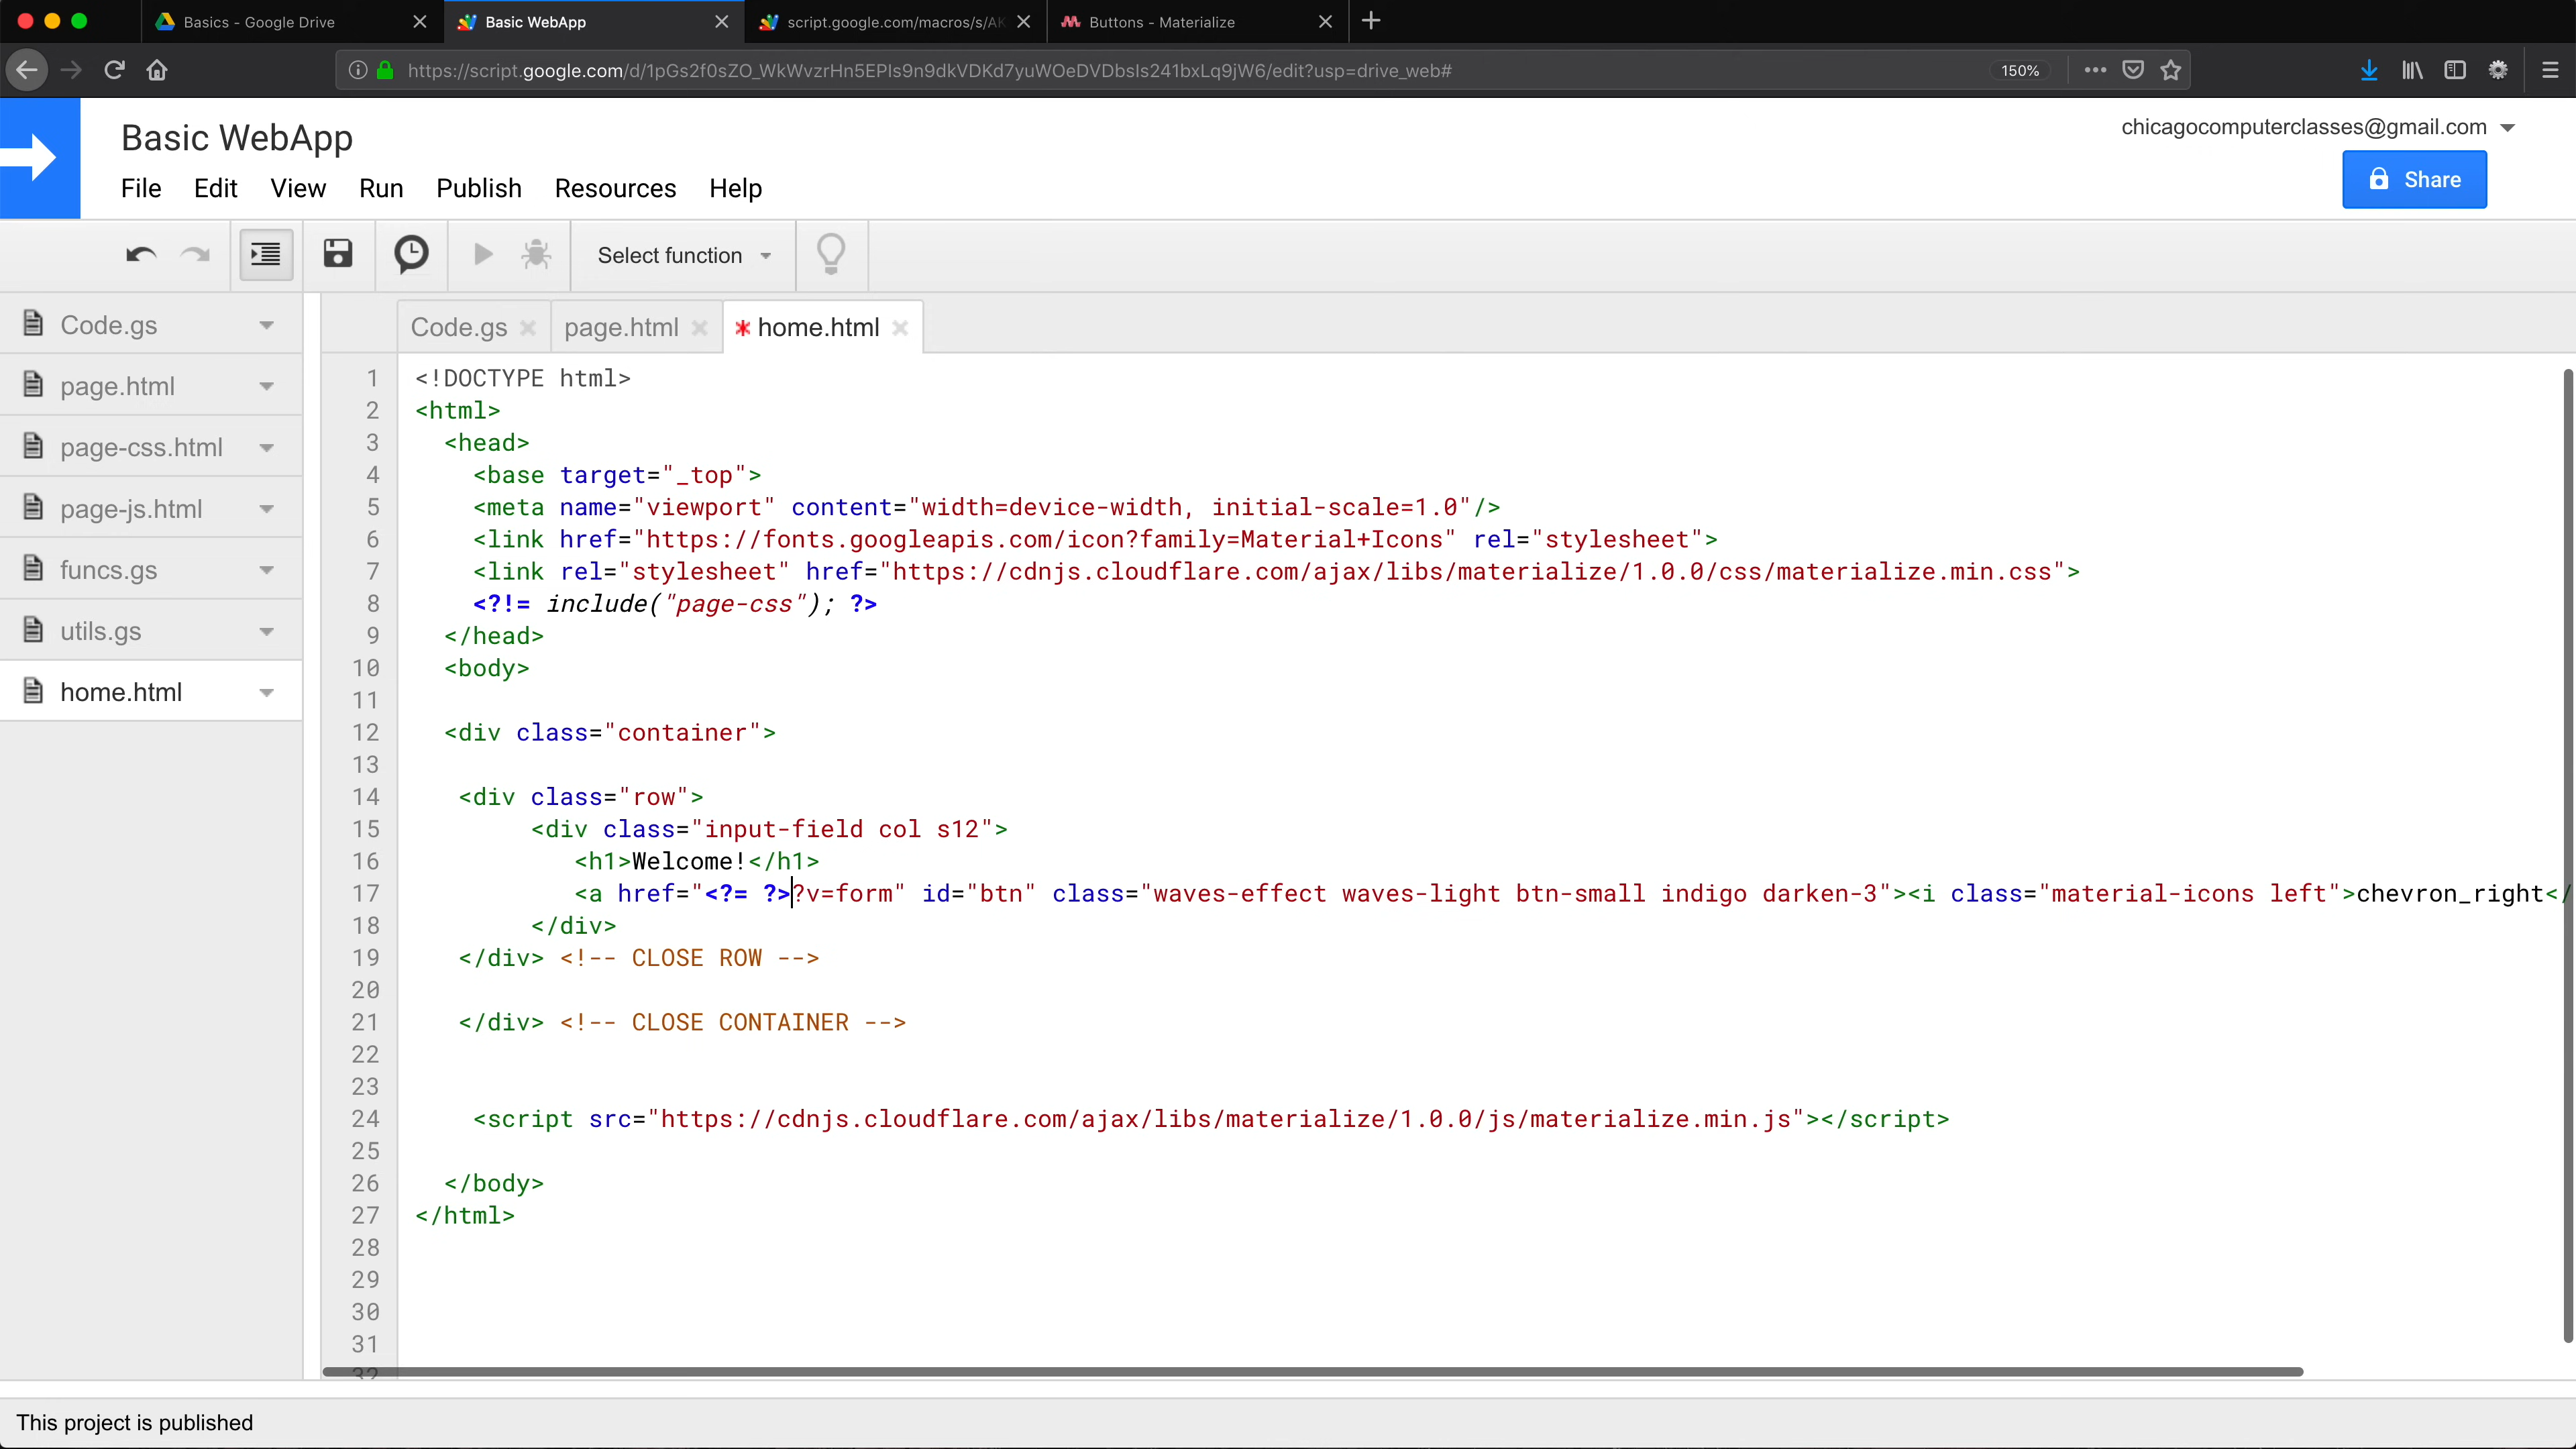 Basics - Google Drive
Basic WebApp
script.google.com/macros/s/AK
Buttons - Materialize
https://script.google.com/d/1pGs2f0sZO_WkWvzrHn5EPIs9n9dkVDKd7yuWOeDVDbsIs241bxLq9jW6/edit?usp=drive_web#
150%
Basic WebApp
chicagocomputerclasses@gmail.com
File Edit View Run Publish Resources Help
Share
Select function
Code.gs
page.html
page-css.html
page-js.html
funcs.gs
utils.gs
home.html
Code.gs page.html * home.html
1 <!DOCTYPE html>
2 <html>
3 <head>
4 <base target="_top">
5 <meta name="viewport" content="width=device-width, initial-scale=1.0"/>
6 <link href="https://fonts.googleapis.com/icon?family=Material+Icons" rel="stylesheet">
7 <link rel="stylesheet" href="https://cdnjs.cloudflare.com/ajax/libs/materialize/1.0.0/css/materialize.min.css">
8 <?!= include("page-css"); ?>
9 </head>
10 <body>
11
12 <div class="container">
13
14 <div class="row">
15 <div class="input-field col s12">
16 <h1>Welcome!</h1>
17 <a href="<?= ?>?v=form" id="btn" class="waves-effect waves-light btn-small indigo darken-3"><i class="material-icons left">chevron_right</
18 </div>
19 </div> <!-- CLOSE ROW -->
20
21 </div> <!-- CLOSE CONTAINER -->
22
23
24 <script src="https://cdnjs.cloudflare.com/ajax/libs/materialize/1.0.0/js/materialize.min.js"></script>
25
26 </body>
27 </html>
28
29
30
31
32
This project is published